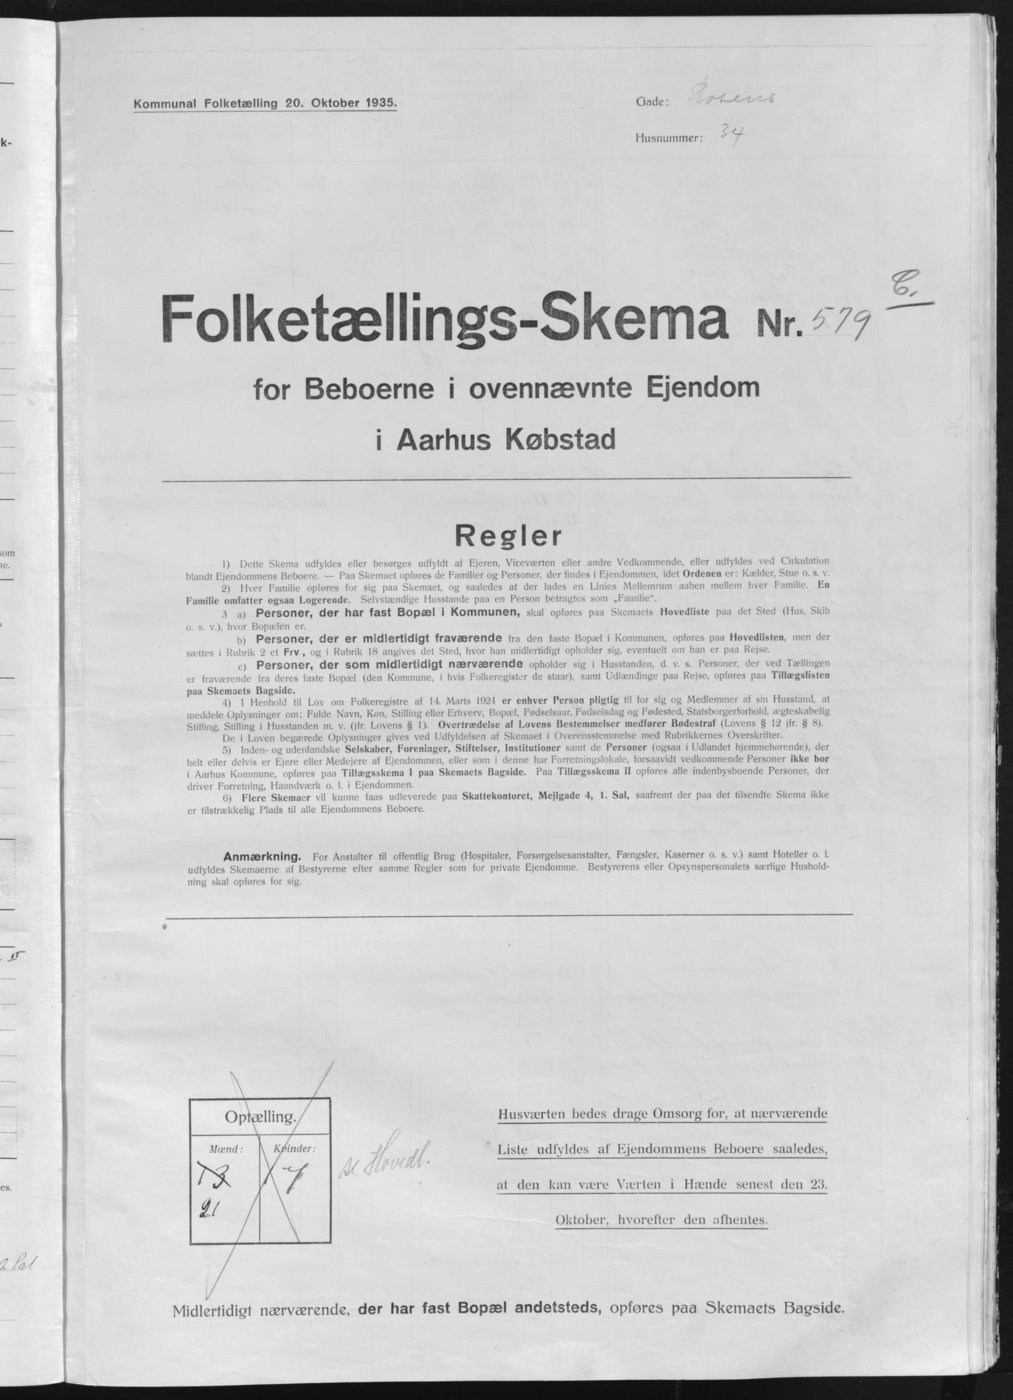 Kommunal Folketælling 20. Oktober 1935.
Gade: Rosens
Husnummer: 34
C.
Folketællings-Skema Nr. 579
for Beboerne i ovennævnte Ejendom
i Aarhus Købstad
Regler
1) Dette Skema udfyldes eller besørges udfyldt af Ejeren, Viceværten eller andre Vedkommende, eller udfyldes ved Cirkulation
blandt Ejendommens Beboere. — Paa Skemaet opføres de Familier og Personer, der findes i Ejendommen, idet Ordenen er: Kælder, Stue o. s. v.
2) Hver Familie opføres for sig paa Skemaet, og saaledes at der lades en Linies Mellemrum aaben mellem hver Familie. En
Familie omfatter ogsaa Logerende. Selvstændige Husstande paa en Person betragtes som „Familie“.
3 a) Personer, der har fast Bopæl i Kommunen, skal opføres paa Skemaets Hovedliste paa det Sted (Hus, Skib
o. s. v.), hvor Bopælen er.
b) Personer, der er midlertidigt fraværende fra den faste Bopæl i Kommunen, opføres paa Hovedlisten, men der
sættes i Rubrik 2 et Frv, og i Rubrik 18 angives det Sted, hvor han midlertidigt opholder sig, eventuelt om han er paa Rejse.
c) Personer, der som midlertidigt nærværende opholder sig i Husstanden, d. v. s. Personer, der ved Tællingen
er fraværende fra deres faste Bopæl (den Kommune, i hvis Folkeregister de staar), samt Udlændinge paa Rejse, opføres paa Tillægslisten
paa Skemaets Bagside.
4) I Henhold til Lov om Folkeregistre af 14. Marts 1924 er enhver Person pligtig til for sig og Medlemmer af sin Husstand, at
meddele Oplysninger om: Fulde Navn, Køn, Stilling eller Erhverv, Bopæl, Fødselsaar, Fødselsdag og Fødested, Statsborgerforhold, ægteskabelig
Stilling, Stilling i Husstanden m. v. (jfr. Lovens § 1). Overtrædelse af Lovens Bestemmelser medfører Bødestraf (Lovens § 12 jfr. § 8).
De i Loven begærede Oplysninger gives ved Udfyldelsen af Skemaet i Overensstemmelse med Rubrikkernes Overskrifter.
5) Inden- og udenlandske Selskaber, Foreninger, Stiftelser, Institutioner samt de Personer (ogsaa i Udlandet hjemmehørende), der
helt eller delvis er Ejere eller Medejere af Ejendommen, eller som i denne har Forretningslokale, forsaavidt vedkommende Personer ikke bor
i Aarhus Kommune, opføres paa Tillægsskema I paa Skemaets Bagside. Paa Tillægsskema II opføres alle indenbysboende Personer, der
driver Forretning, Haandværk o. l. i Ejendommen.
6) Flere Skemaer vil kunne faas udleverede paa Skattekontoret, Mejlgade 4, 1. Sal, saafremt der paa det tilsendte Skema ikke
er tilstrækkelig Plads til alle Ejendommens Beboere.
Anmærkning. For Anstalter til offentlig Brug (Hospitaler, Forsørgelsesanstalter, Fængsler, Kaserner o. s. v.) samt Hoteller o. l.
udfyldes Skemaerne af Bestyrerne efter samme Regler som for private Ejendomme. Bestyrerens eller Opsynspersonalets særlige Hushold-
ning skal opføres for sig.
Optælling.
Mænd: Kvinder:
13 17
21
se Hovedl.
Husværten bedes drage Omsorg for, at nærværende
Liste udfyldes af Ejendommens Beboere saaledes,
at den kan være Værten i Hænde senest den 23.
Oktober, hvorefter den afhentes.
Midlertidigt nærværende, der har fast Bopæl andetsteds, opføres paa Skemaets Bagside.